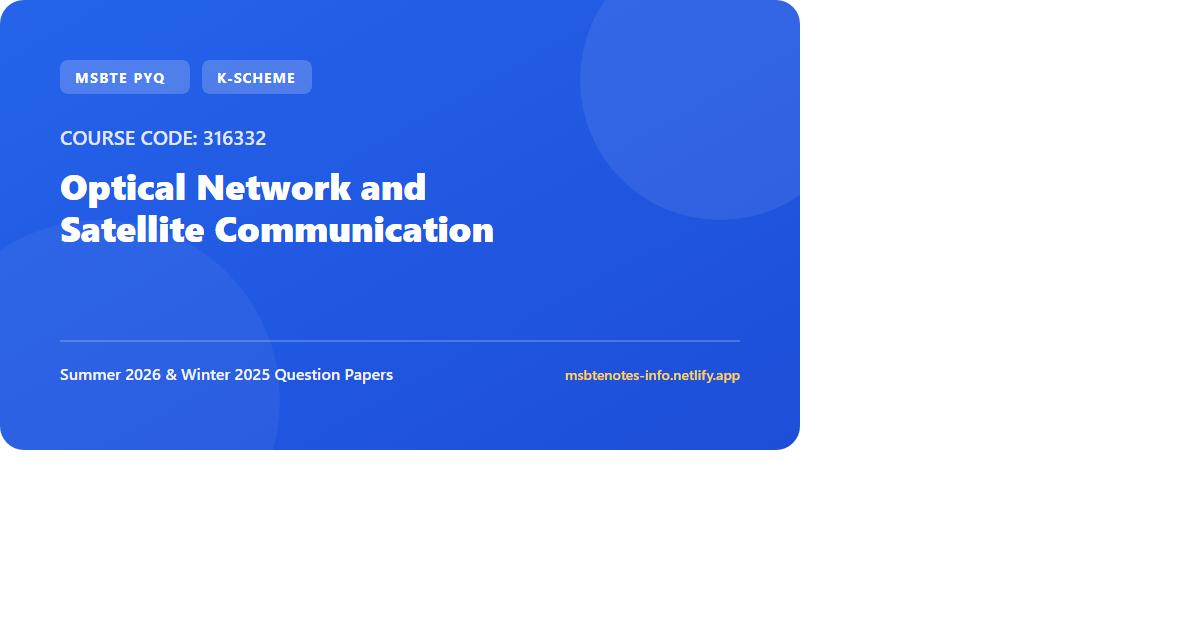 MSBTE PYQ
K-SCHEME
COURSE CODE: 316332
Optical Network and
Satellite Communication
Summer 2026 & Winter 2025 Question Papers
msbtenotes-info.netlify.app